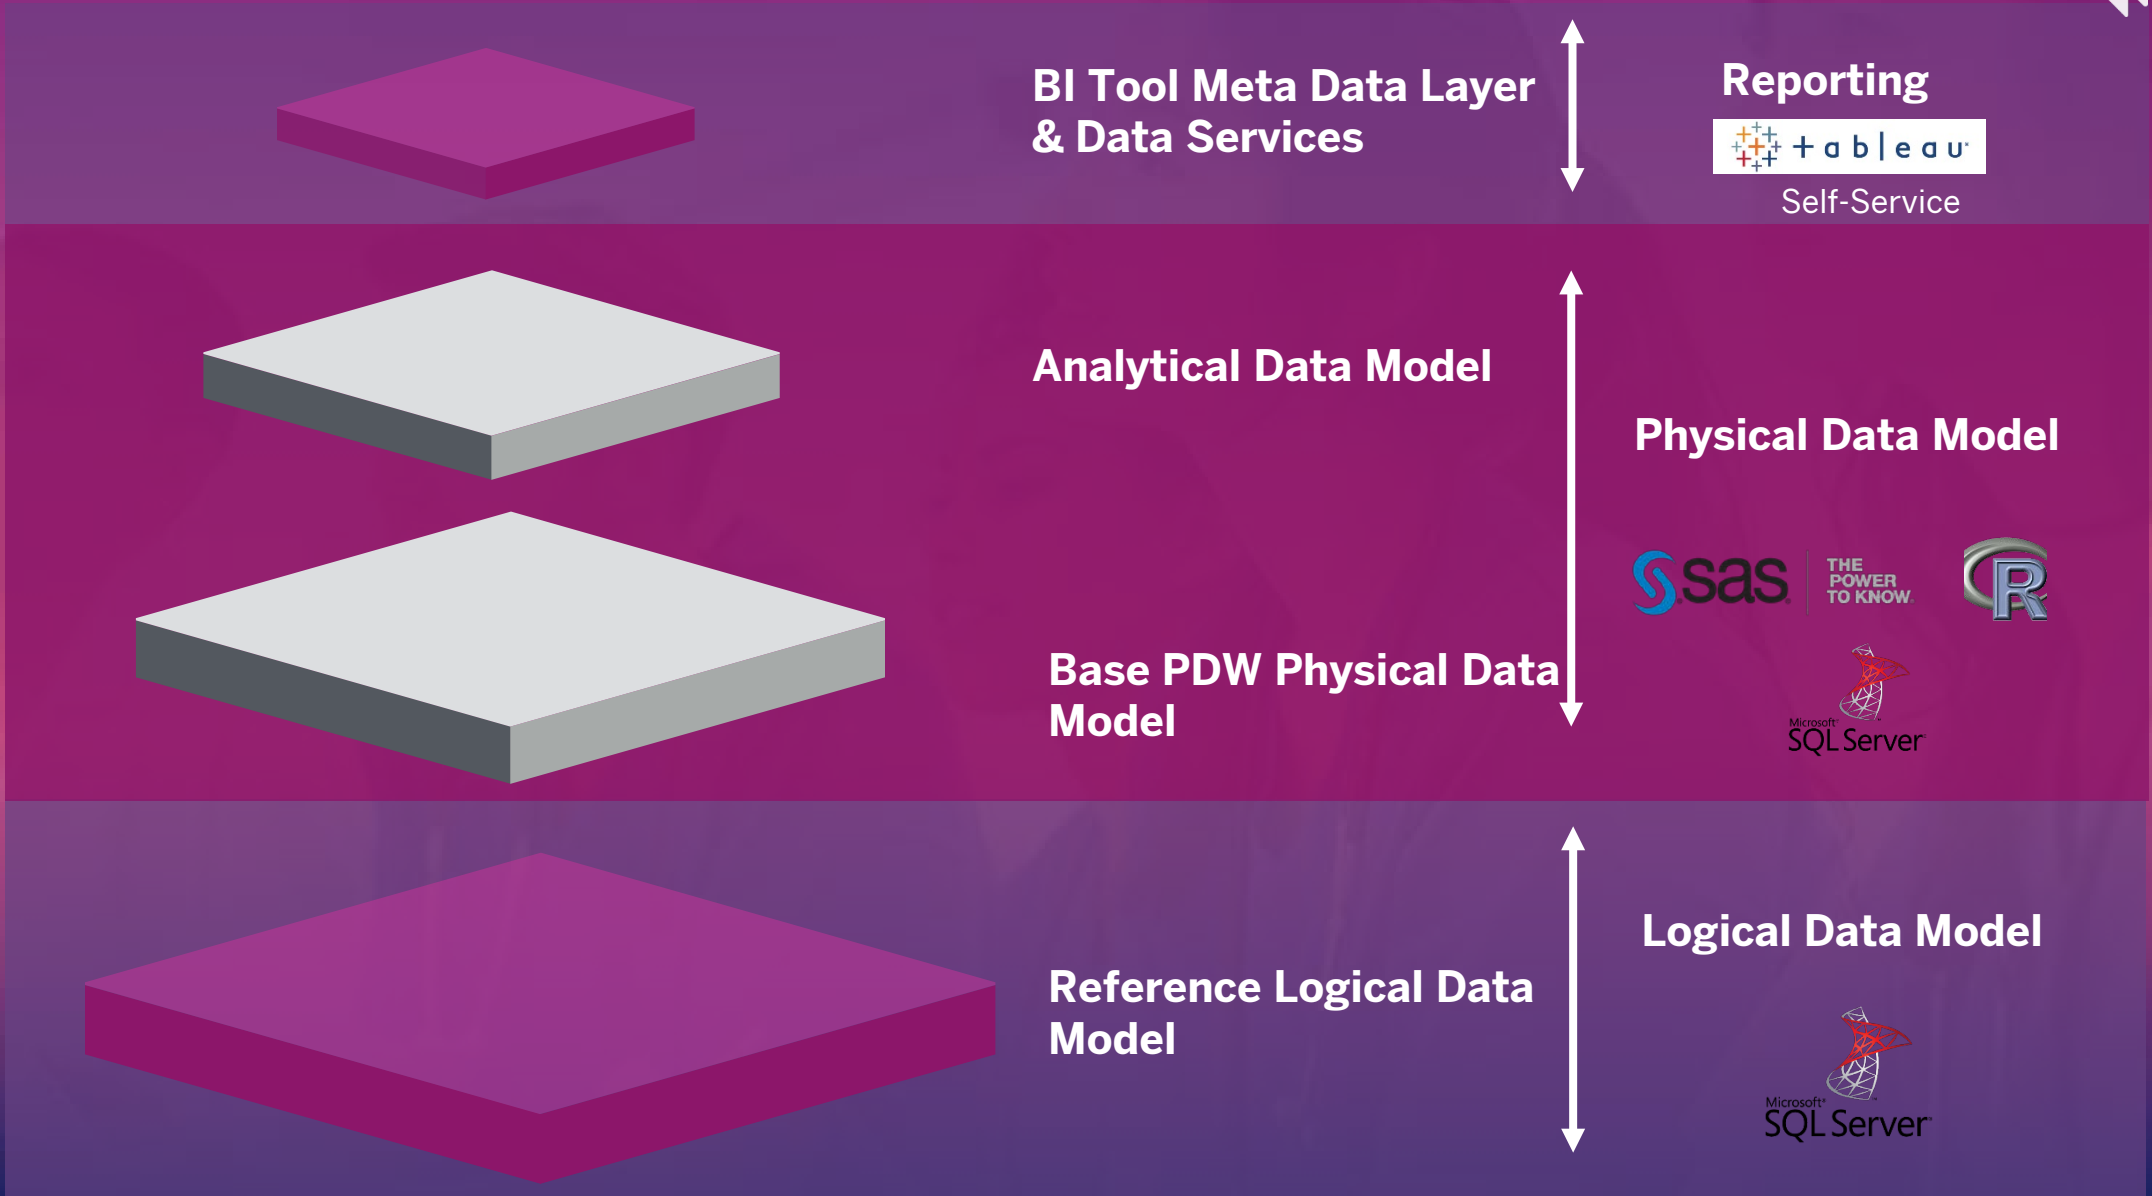 BI Tool Meta Data Layer
& Data Services
Reporting
+ableau
Self-Service
Analytical Data Model
Physical Data Model
sas
THE
POWER
TO KNOW.
R
Base PDW Physical Data
Model
Microsoft
SQL Server
Logical Data Model
Reference Logical Data
Model
Microsoft
SQL Server